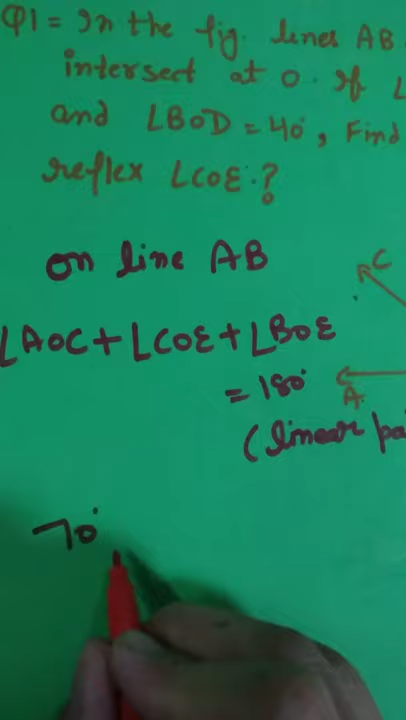 Q1 = In the fig. lines AB
intersect at O. If ∠
and ∠BOD = 40°, Find
reflex ∠COE.?
on line AB
C
∠AOC + ∠COE + ∠BOE
= 180°
A
(linear pa
70°